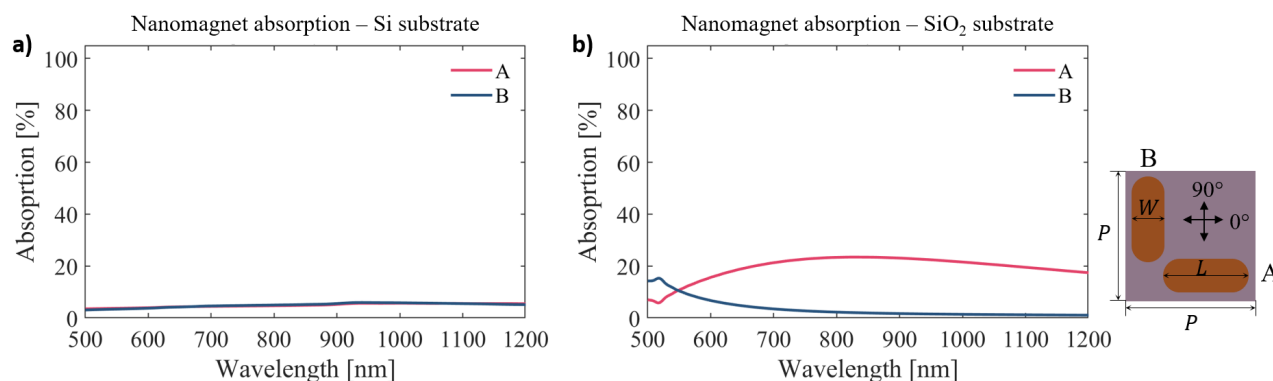 Nanomagnet absorption – Si substrate
a)
100
80
60
40
20
0
Absoprtion [%]
A
B
500 600 700 800 900 1000 1100 1200
Wavelength [nm]
Nanomagnet absorption – SiO₂ substrate
b)
100
80
60
40
20
0
Absoprtion [%]
A
B
500 600 700 800 900 1000 1100 1200
Wavelength [nm]
B
W
90°
0°
P
L
A
P